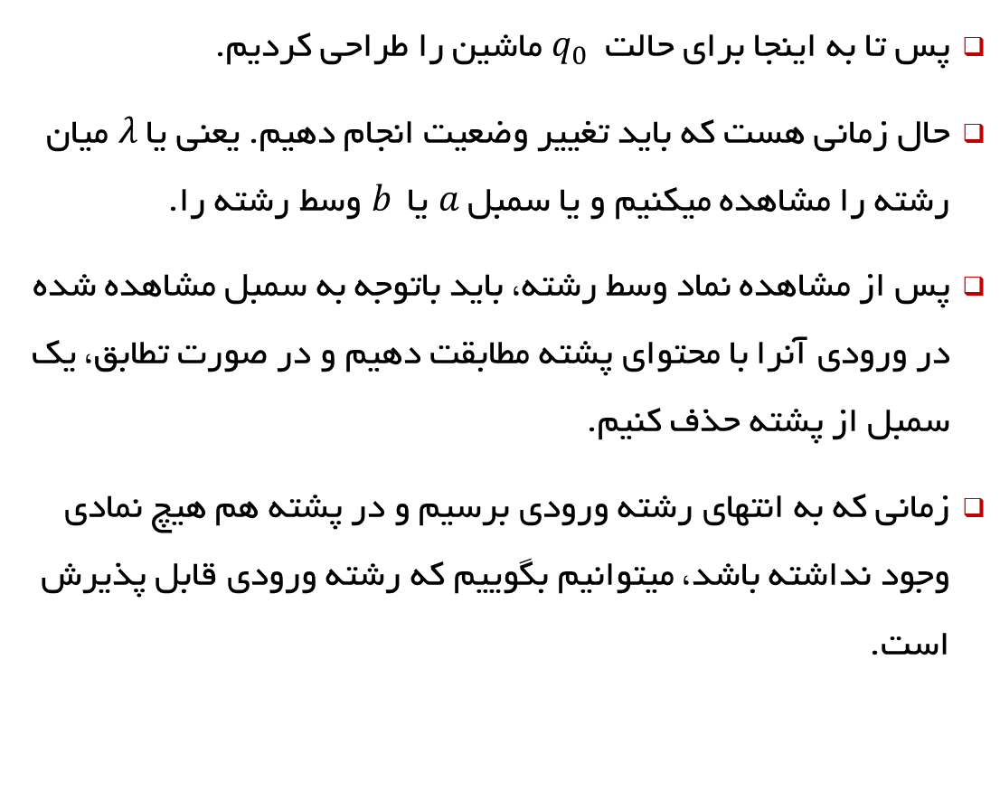 ❑ پس تا به اینجا برای حالت q₀ ماشین را طراحی کردیم.
❑ حال زمانی هست که باید تغییر وضعیت انجام دهیم. یعنی یا λ میان
رشته را مشاهده میکنیم و یا سمبل a یا b وسط رشته را.
❑ پس از مشاهده نماد وسط رشته، باید باتوجه به سمبل مشاهده شده
در ورودی آنرا با محتوای پشته مطابقت دهیم و در صورت تطابق، یک
سمبل از پشته حذف کنیم.
❑ زمانی که به انتهای رشته ورودی برسیم و در پشته هم هیچ نمادی
وجود نداشته باشد، میتوانیم بگوییم که رشته ورودی قابل پذیرش
است.